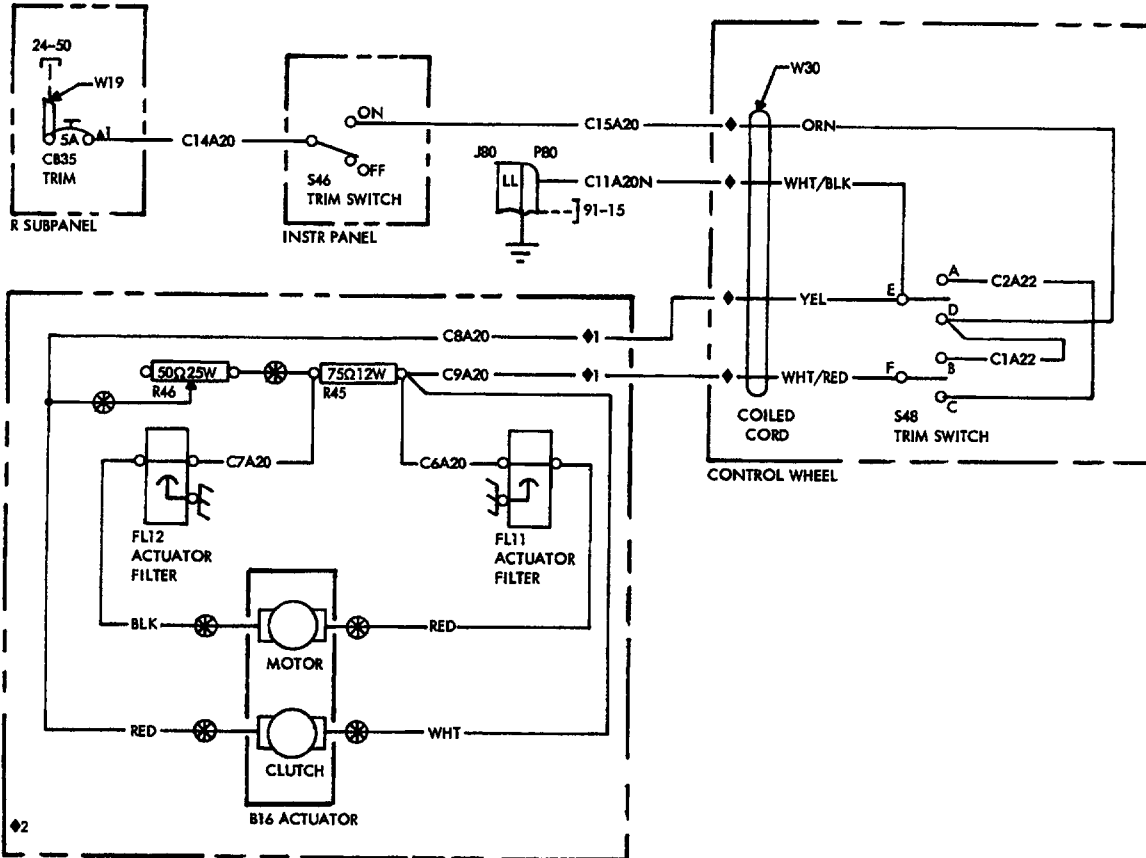 24-50
W19
5A
1
CB35
TRIM
R SUBPANEL
C14A20
ON
OFF
S46
TRIM SWITCH
INSTR PANEL
J80
P80
LL
C15A20
C11A20N
91-15
W30
ORN
WHT/BLK
YEL
WHT/RED
E
F
A
D
B
C
C2A22
C1A22
S48
TRIM SWITCH
COILED
CORD
CONTROL WHEEL
C8A20
1
50Ω25W
R46
75Ω12W
R45
C9A20
1
C7A20
C6A20
FL12
ACTUATOR
FILTER
FL11
ACTUATOR
FILTER
BLK
RED
MOTOR
RED
WHT
CLUTCH
B16 ACTUATOR
2